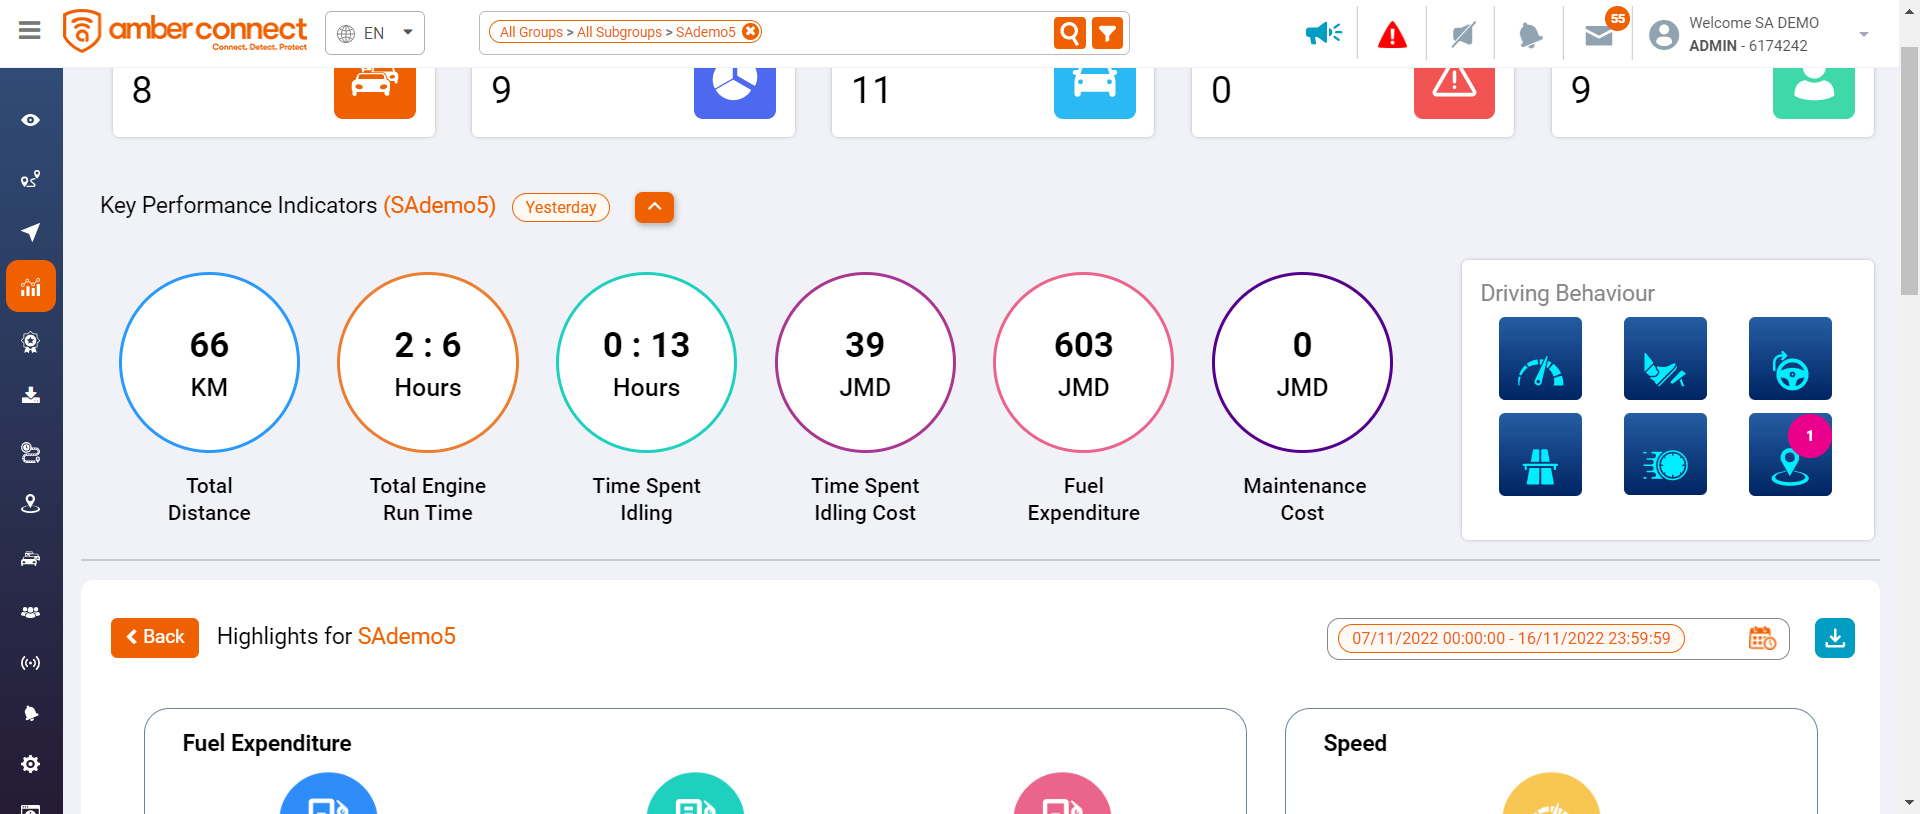 amber connect
Connect. Detect. Protect
EN
All Groups > All Subgroups > SAdemo5
55
Welcome SA DEMO
ADMIN - 6174242
8
9
11
0
9
Key Performance Indicators (SAdemo5)
Yesterday
66
KM
2 : 6
Hours
0 : 13
Hours
39
JMD
603
JMD
0
JMD
Total
Distance
Total Engine
Run Time
Time Spent
Idling
Time Spent
Idling Cost
Fuel
Expenditure
Maintenance
Cost
Driving Behaviour
1
Back
Highlights for SAdemo5
07/11/2022 00:00:00 - 16/11/2022 23:59:59
Fuel Expenditure
Speed